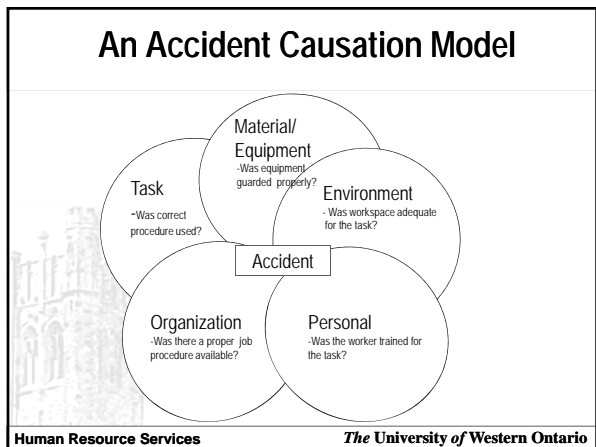 An Accident Causation Model
Material/
Equipment
-Was equipment
guarded properly?
Task
-Was correct
procedure used?
Environment
- Was workspace adequate
for the task?
Accident
Organization
-Was there a proper job
procedure available?
Personal
-Was the worker trained for
the task?
Human Resource Services
The University of Western Ontario